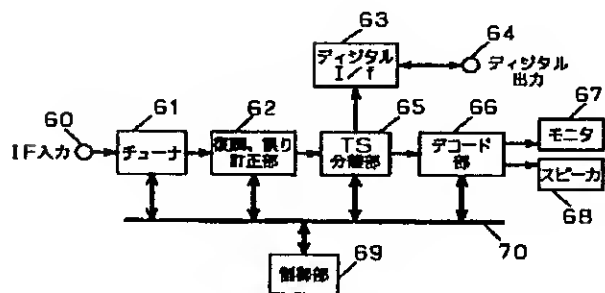 63
ディジタル
I/f
64
ディジタル
出力
60
IF入力
61
チューナ
62
復調、誤り
訂正部
65
TS
分離部
66
デコード
部
67
モニタ
スピーカ
68
70
制御部
69